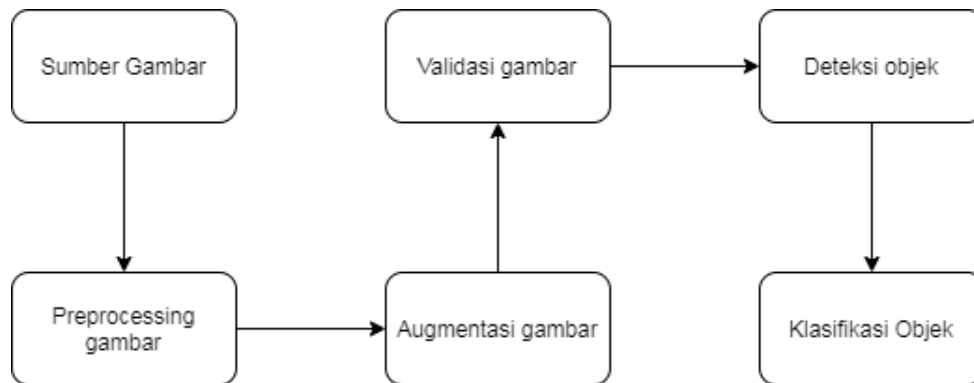 Sumber Gambar
Preprocessing
gambar
Augmentasi gambar
Validasi gambar
Deteksi objek
Klasifikasi Objek